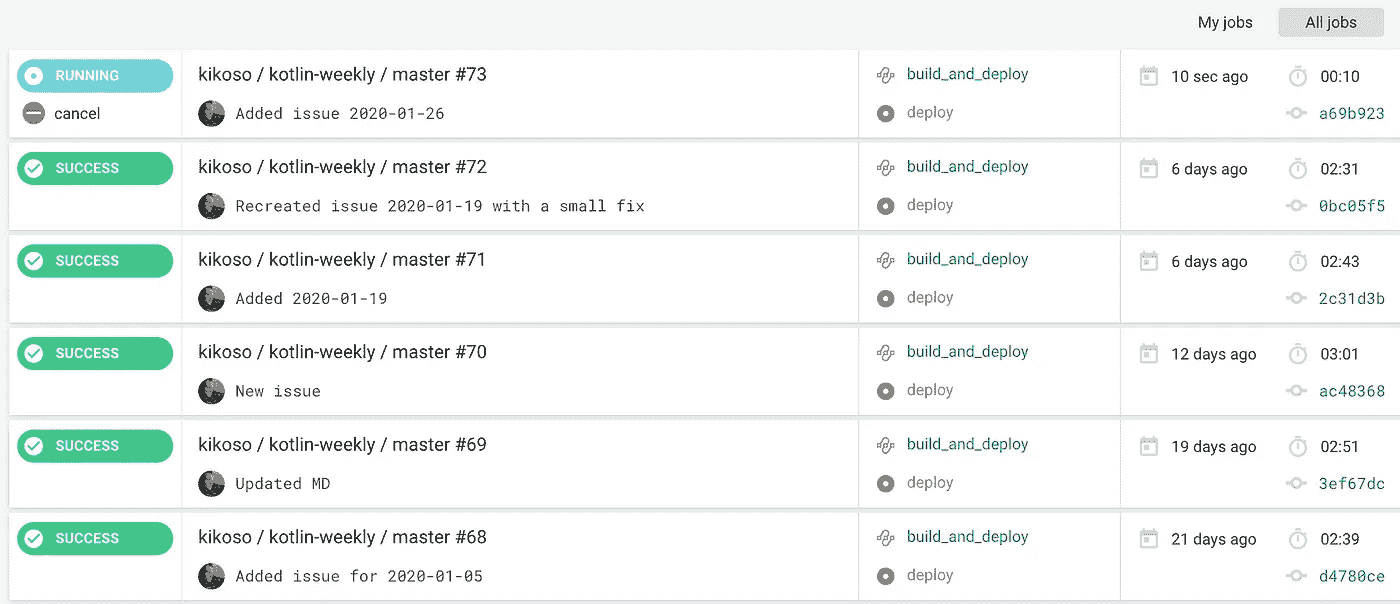 My jobs All jobs
RUNNING kikoso / kotlin-weekly / master #73 build_and_deploy 10 sec ago 00:10
cancel Added issue 2020-01-26 deploy a69b923
SUCCESS kikoso / kotlin-weekly / master #72 build_and_deploy 6 days ago 02:31
Recreated issue 2020-01-19 with a small fix deploy 0bc05f5
SUCCESS kikoso / kotlin-weekly / master #71 build_and_deploy 6 days ago 02:43
Added 2020-01-19 deploy 2c31d3b
SUCCESS kikoso / kotlin-weekly / master #70 build_and_deploy 12 days ago 03:01
New issue deploy ac48368
SUCCESS kikoso / kotlin-weekly / master #69 build_and_deploy 19 days ago 02:51
Updated MD deploy 3ef67dc
SUCCESS kikoso / kotlin-weekly / master #68 build_and_deploy 21 days ago 02:39
Added issue for 2020-01-05 deploy d4780ce